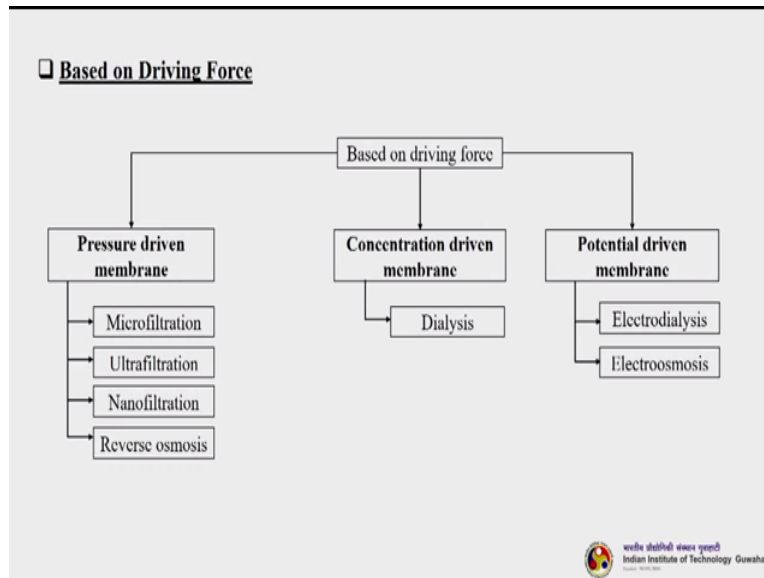 Based on Driving Force
Based on driving force
Pressure driven
membrane
Concentration driven
membrane
Potential driven
membrane
Microfiltration
Ultrafiltration
Nanofiltration
Reverse osmosis
Dialysis
Electrodialysis
Electroosmosis
भारतीय प्रौद्योगिकी संस्थान गुवाहाटी
Indian Institute of Technology Guwaha